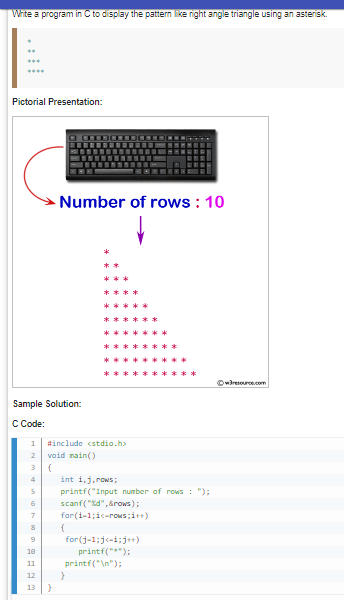 Write a program in C to display the pattern like right angle triangle using an asterisk.
*
**
***
****
Pictorial Presentation:
Number of rows : 10
*
* *
* * *
* * * *
* * * * *
* * * * * *
* * * * * * *
* * * * * * * *
* * * * * * * * *
* * * * * * * * * *
© w3resource.com
Sample Solution:
C Code:
1 #include <stdio.h>
2 void main()
3 {
4 int i,j,rows;
5 printf("Input number of rows : ");
6 scanf("%d",&rows);
7 for(i=1;i<=rows;i++)
8 {
9 for(j=1;j<=i;j++)
10 printf("*");
11 printf("\n");
12 }
13 }